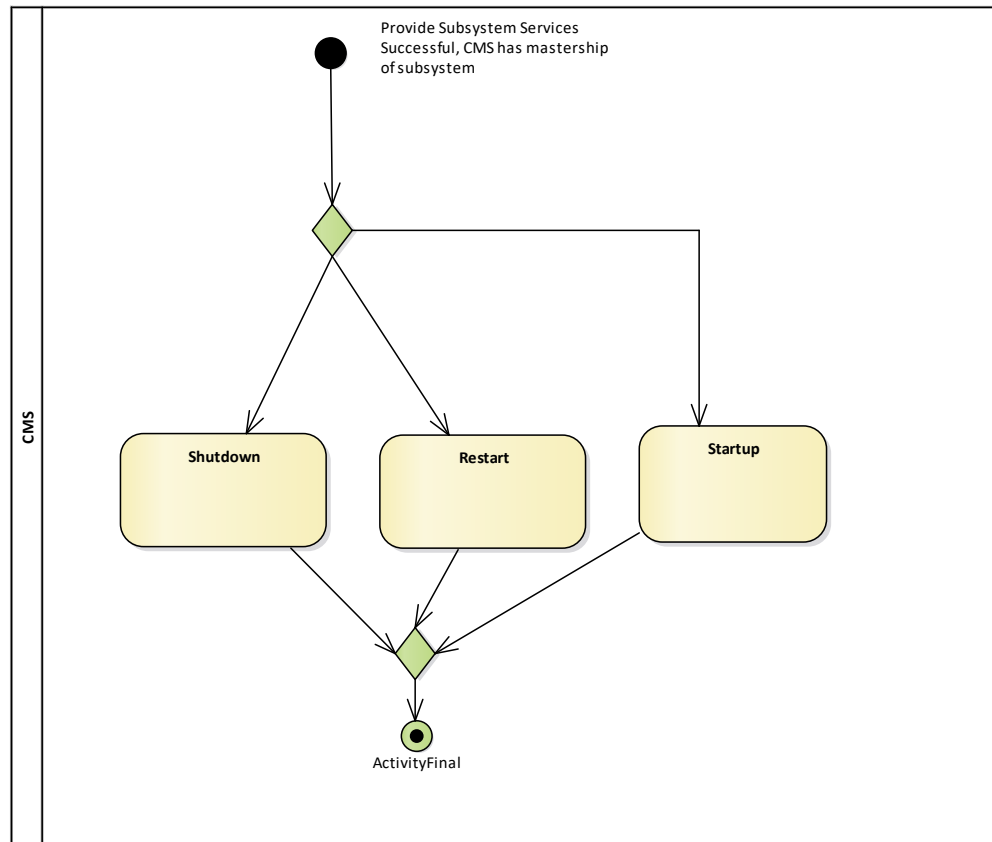 Provide Subsystem Services
Successful, CMS has mastership
of subsystem
CMS
Shutdown
Restart
Startup
ActivityFinal